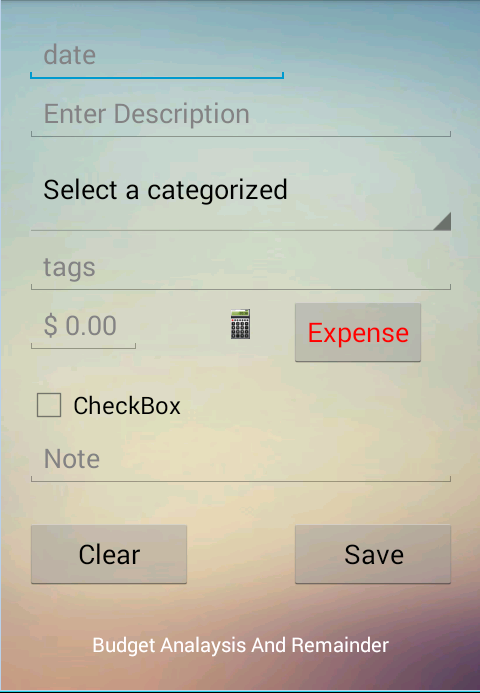 date
Enter Description
Select a categorized
tags
$ 0.00
Expense
CheckBox
Note
Clear
Save
Budget Analaysis And Remainder